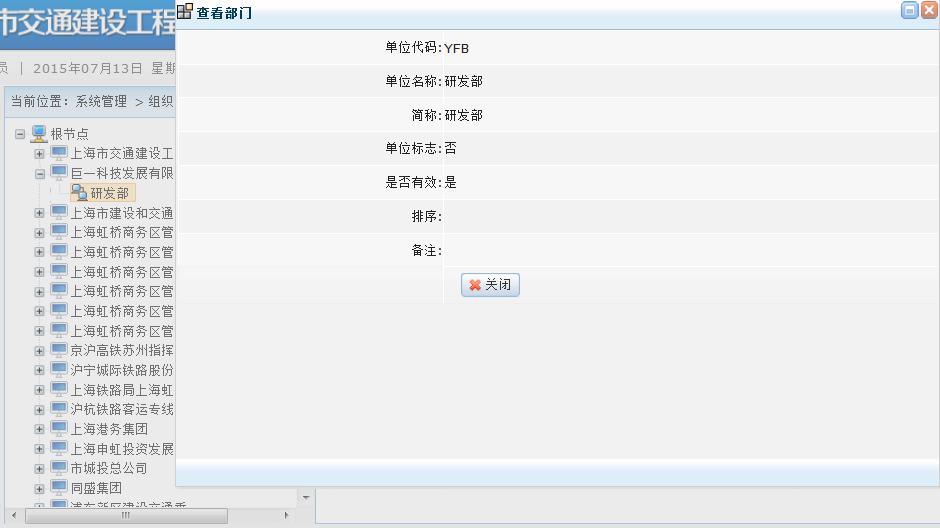 市交通建设工程
查看部门
员 | 2015年07月13日 星期
当前位置：系统管理 > 组织
根节点
上海市交通建设工
巨一科技发展有限
研发部
上海市建设和交通
上海虹桥商务区管
上海虹桥商务区管
上海虹桥商务区管
上海虹桥商务区管
上海虹桥商务区管
上海虹桥商务区管
京沪高铁苏州指挥
沪宁城际铁路股份
上海铁路局上海虹
沪杭铁路客运专线
上海港务集团
上海申虹投资发展
市城投总公司
同盛集团
浦东新区建设交通委
单位代码:YFB
单位名称:研发部
简称:研发部
单位标志:否
是否有效:是
排序:
备注:
关闭